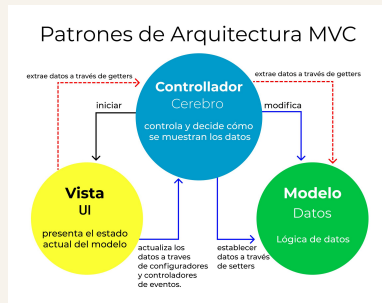 Patrones de Arquitectura MVC
extrae datos a través de getters
extrae datos a través de getters
Controllador
Cerebro
controla y decide cómo
se muestran los datos
iniciar
modifica
Vista
UI
presenta el estado
actual del modelo
Modelo
Datos
Lógica de datos
actualiza los
datos a traves
de configuradores
y controladores
de eventos.
establecer
datos a través
de setters